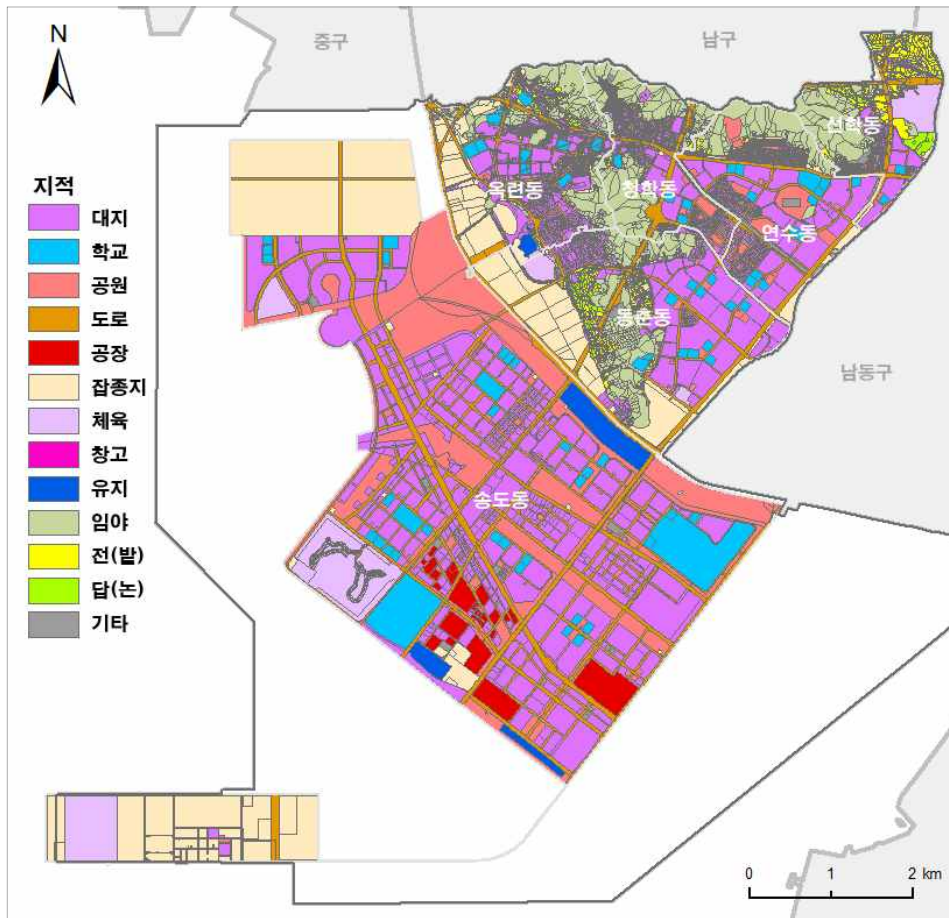 N
중구
남구
선학동
옥련동
청학동
연수동
동춘동
남동구
송도동
지적
대지
학교
공원
도로
공장
잡종지
체육
창고
유지
임야
전(밭)
답(논)
기타
0 1 2 km